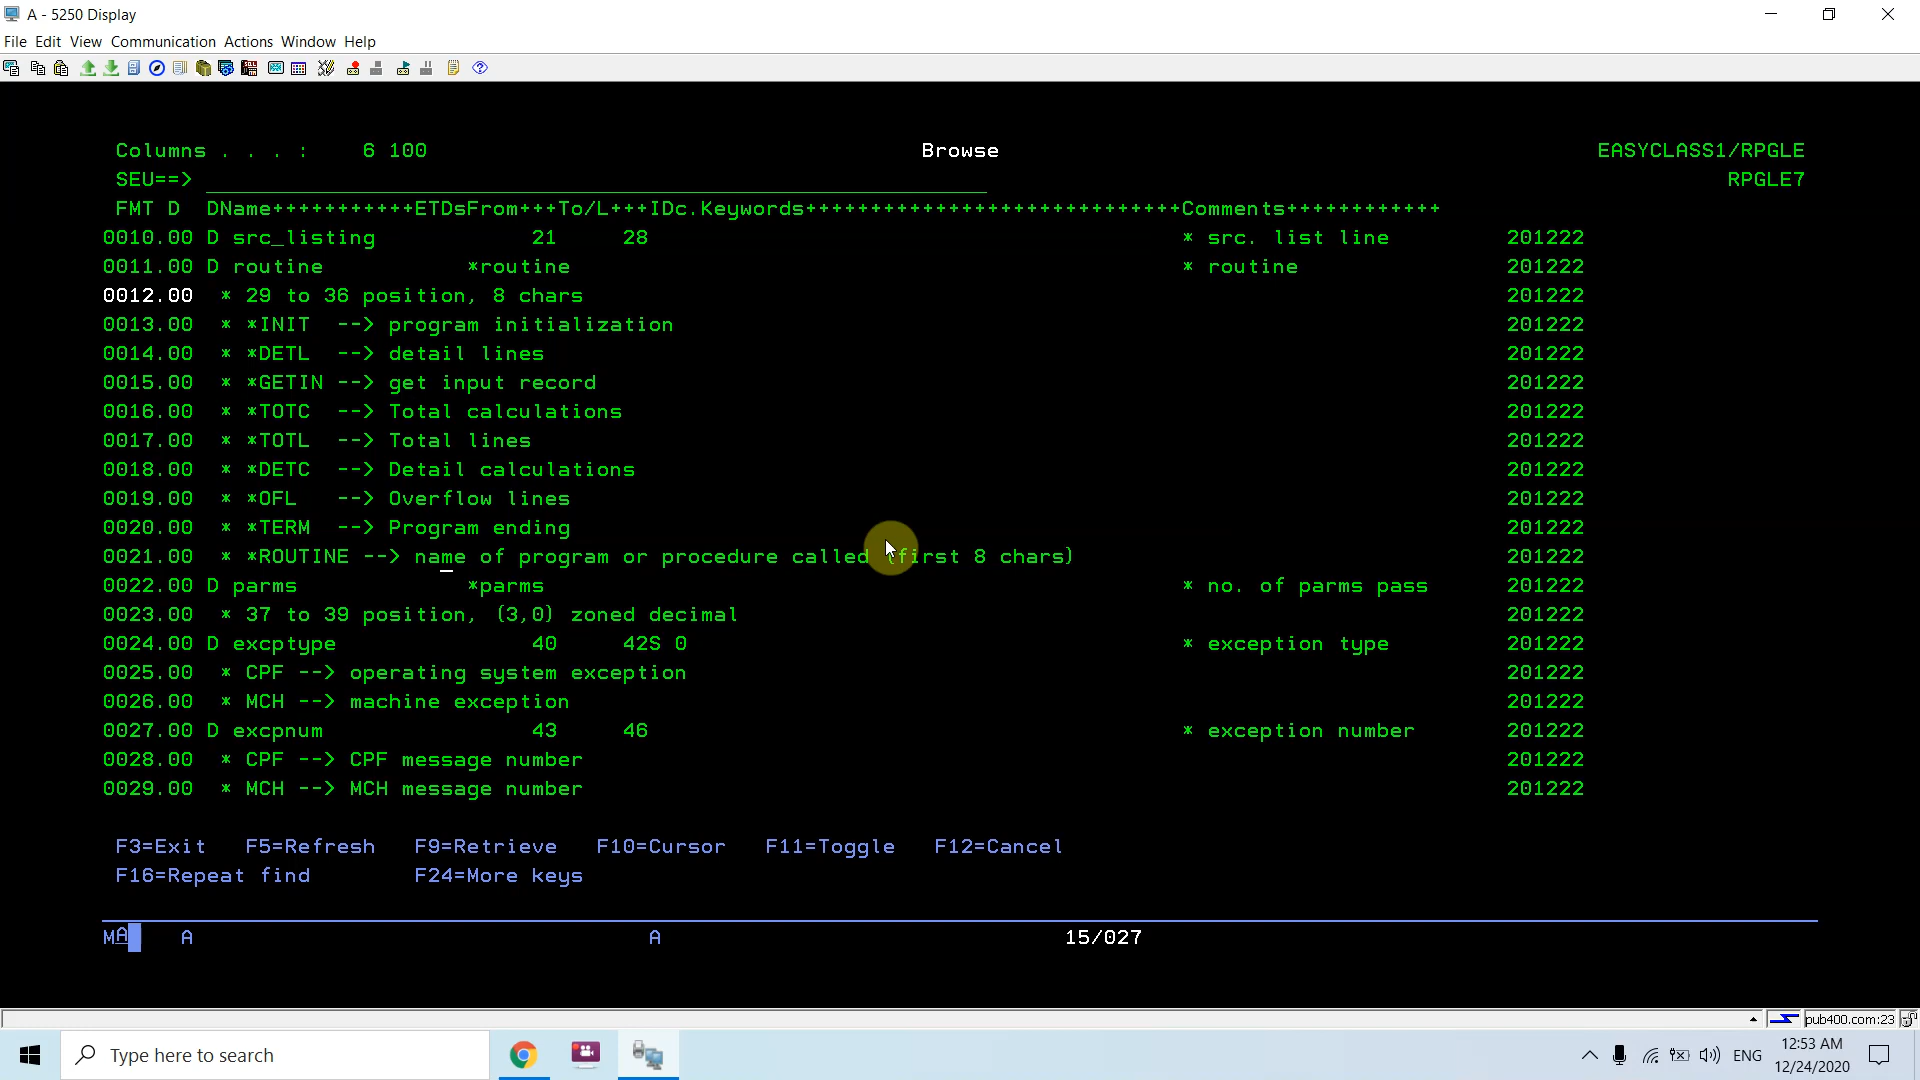 A - 5250 Display
File Edit View Communication Actions Window Help
Columns . . . :    6 100    Browse    EASYCLASS1/RPGLE
SEU==>    RPGLE7
FMT D  DName+++++++++++ETDsFrom+++To/L+++IDc.Keywords+++++++++++++++++++++++++++++Comments++++++++++++
0010.00 D src_listing    21    28    * src. list line    201222
0011.00 D routine    *routine    * routine    201222
0012.00  * 29 to 36 position, 8 chars    201222
0013.00  * *INIT  --> program initialization    201222
0014.00  * *DETL  --> detail lines    201222
0015.00  * *GETIN --> get input record    201222
0016.00  * *TOTC  --> Total calculations    201222
0017.00  * *TOTL  --> Total lines    201222
0018.00  * *DETC  --> Detail calculations    201222
0019.00  * *OFL   --> Overflow lines    201222
0020.00  * *TERM  --> Program ending    201222
0021.00  * *ROUTINE --> name of program or procedure called (first 8 chars)    201222
0022.00 D parms    *parms    * no. of parms pass    201222
0023.00  * 37 to 39 position, (3,0) zoned decimal    201222
0024.00 D excptype    40    42S 0    * exception type    201222
0025.00  * CPF --> operating system exception    201222
0026.00  * MCH --> machine exception    201222
0027.00 D excpnum    43    46    * exception number    201222
0028.00  * CPF --> CPF message number    201222
0029.00  * MCH --> MCH message number    201222
F3=Exit   F5=Refresh   F9=Retrieve   F10=Cursor   F11=Toggle   F12=Cancel
F16=Repeat find    F24=More keys
MA    A    A    15/027
pub400.com:23
Type here to search    ENG    12:53 AM
12/24/2020